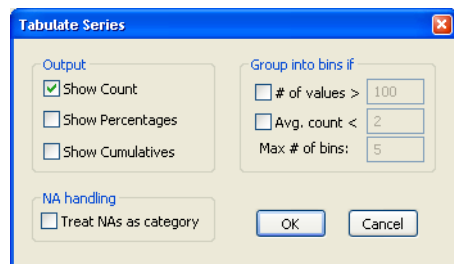 Tabulate Series
Output
Show Count
Show Percentages
Show Cumulatives
Group into bins if
# of values > 100
Avg. count < 2
Max # of bins: 5
NA handling
Treat NAs as category
OK Cancel